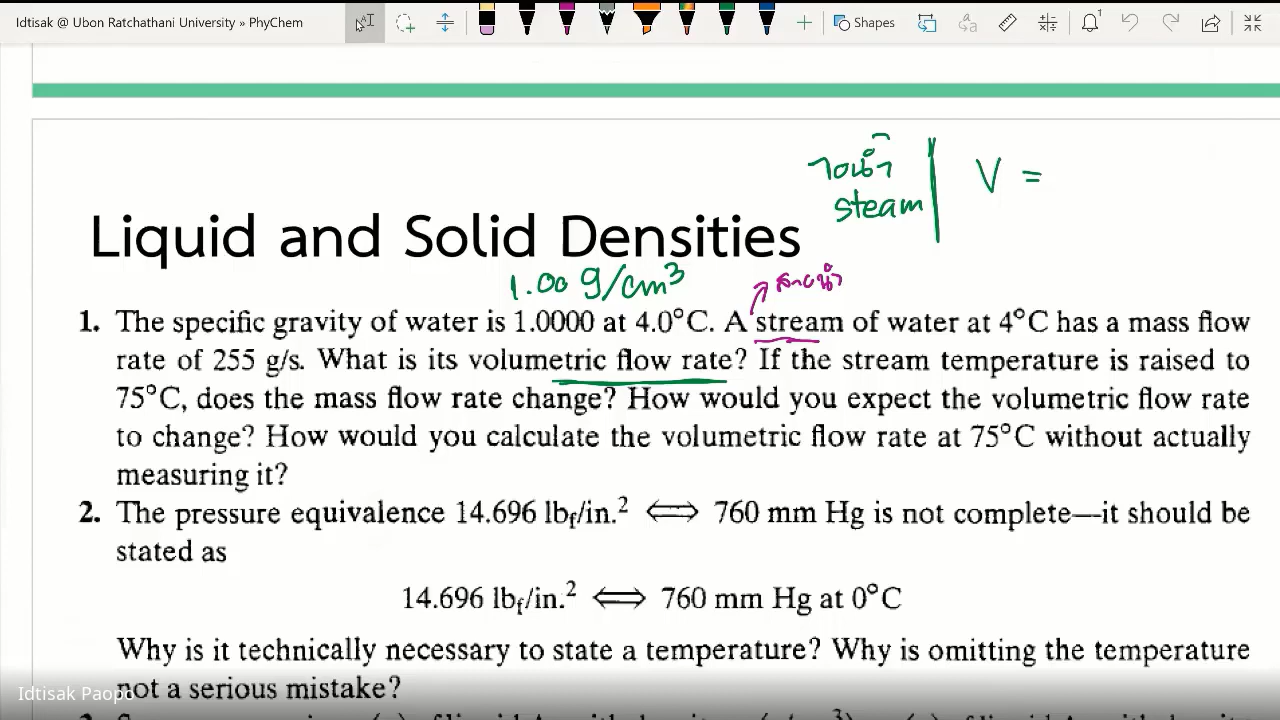 Idtisak @ Ubon Ratchathani University » PhyChem
Shapes
ไอน้ำ
steam
V =
Liquid and Solid Densities
1.00 g/cm³
สายน้ำ
1. The specific gravity of water is 1.0000 at 4.0°C. A stream of water at 4°C has a mass flow
rate of 255 g/s. What is its volumetric flow rate? If the stream temperature is raised to
75°C, does the mass flow rate change? How would you expect the volumetric flow rate
to change? How would you calculate the volumetric flow rate at 75°C without actually
measuring it?
2. The pressure equivalence 14.696 lb_f/in.² ⟺ 760 mm Hg is not complete—it should be
stated as
14.696 lb_f/in.² ⟺ 760 mm Hg at 0°C
Why is it technically necessary to state a temperature? Why is omitting the temperature
not a serious mistake?
Idtisak